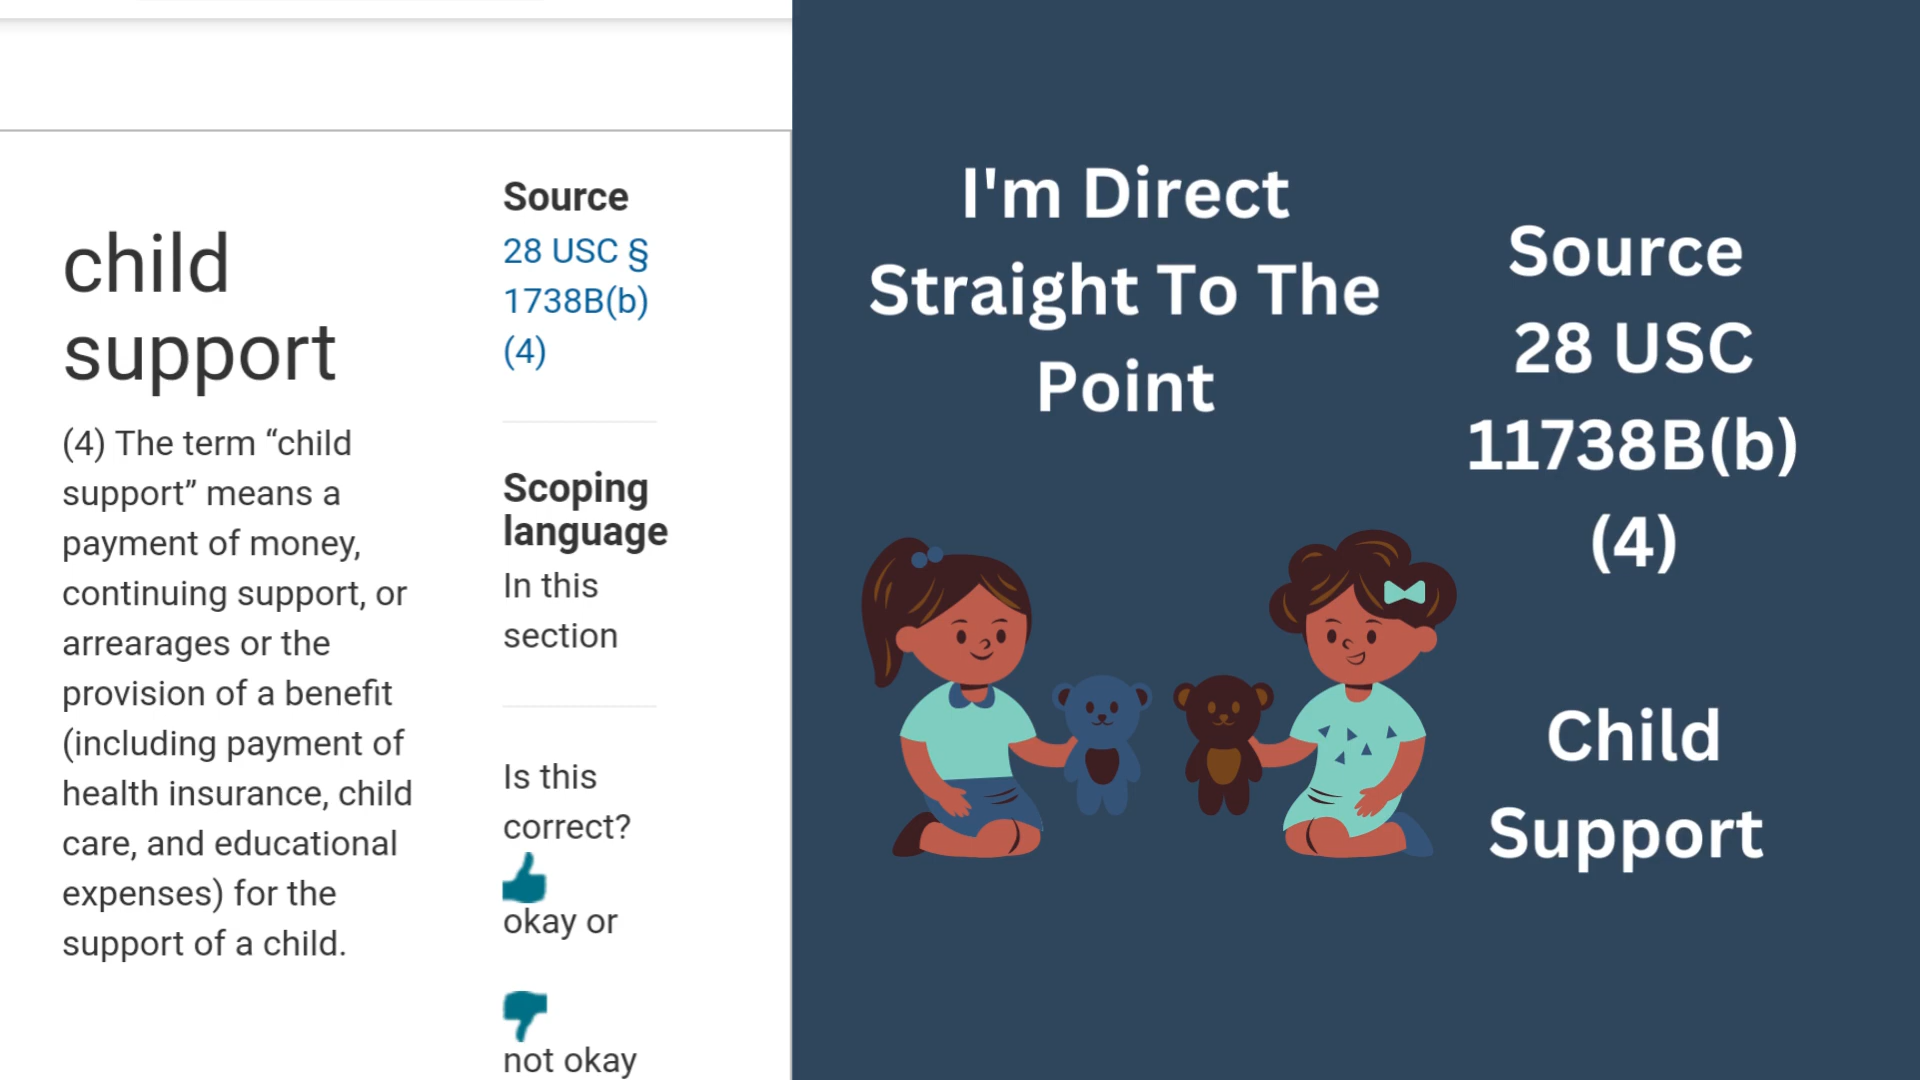 child
support
(4) The term “child
support” means a
payment of money,
continuing support, or
arrearages or the
provision of a benefit
(including payment of
health insurance, child
care, and educational
expenses) for the
support of a child.
Source
28 USC §
1738B(b)
(4)
Scoping
language
In this
section
Is this
correct?
okay or
not okay
I'm Direct
Straight To The
Point
Source
28 USC
11738B(b)
(4)
Child
Support